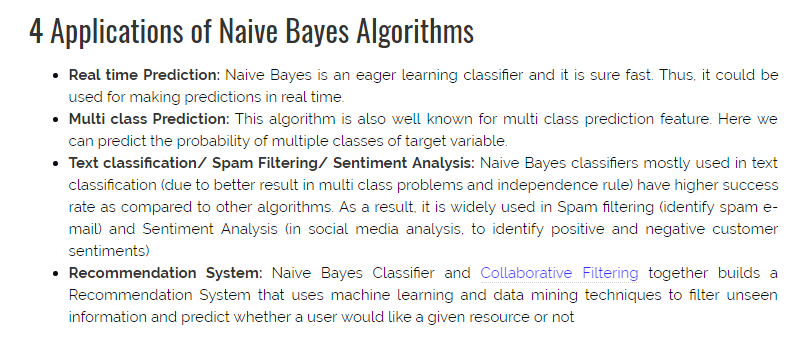 4 Applications of Naive Bayes Algorithms
• Real time Prediction: Naive Bayes is an eager learning classifier and it is sure fast. Thus, it could be
used for making predictions in real time.
• Multi class Prediction: This algorithm is also well known for multi class prediction feature. Here we
can predict the probability of multiple classes of target variable.
• Text classification/ Spam Filtering/ Sentiment Analysis: Naive Bayes classifiers mostly used in text
classification (due to better result in multi class problems and independence rule) have higher success
rate as compared to other algorithms. As a result, it is widely used in Spam filtering (identify spam e-
mail) and Sentiment Analysis (in social media analysis, to identify positive and negative customer
sentiments)
• Recommendation System: Naive Bayes Classifier and Collaborative Filtering together builds a
Recommendation System that uses machine learning and data mining techniques to filter unseen
information and predict whether a user would like a given resource or not